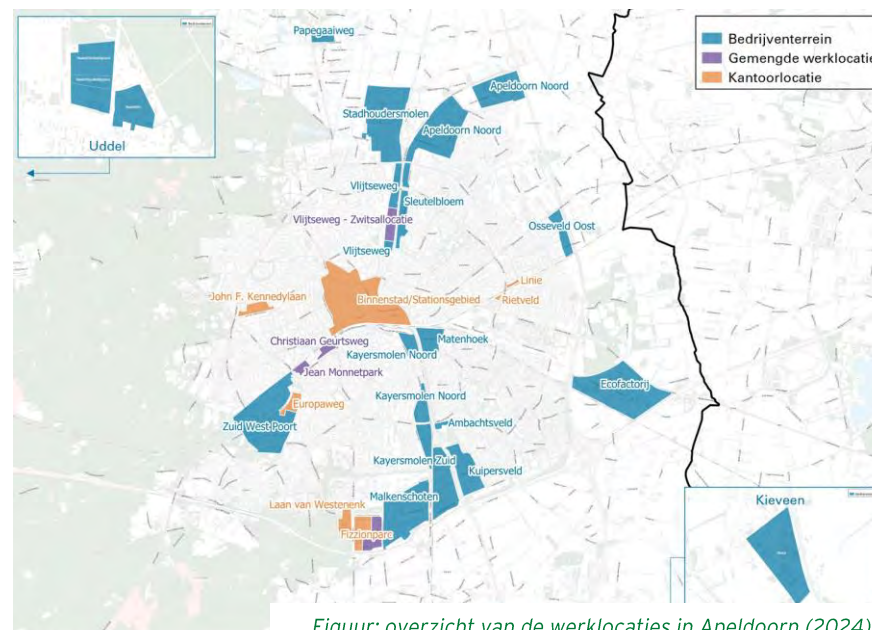 Papegaaiweg
Bedrijventerrein
Gemengde werklocatie
Kantoorlocatie
Uddel
Apeldoorn Noord
Stadhoudersmolen
Apeldoorn Noord
Vlijtseweg
Sleutelbloem
Vlijtseweg - Zwitsallocatie
Osseveld Oost
Vlijtseweg
Linie
John F. Kennedylaan
Binnenstad/Stationsgebied
Rietveld
Christiaan Geurtsweg
Matenhoek
Kayersmolen Noord
Jean Monnetpark
Ecofactorij
Kayersmolen Noord
Europaweg
Ambachtsveld
Zuid West Poort
Kayersmolen Zuid
Kuipersveld
Malkenschoten
Kieveen
Laan van Westenenk
Fizzionparc
Figuur: overzicht van de werklocaties in Apeldoorn (2024)